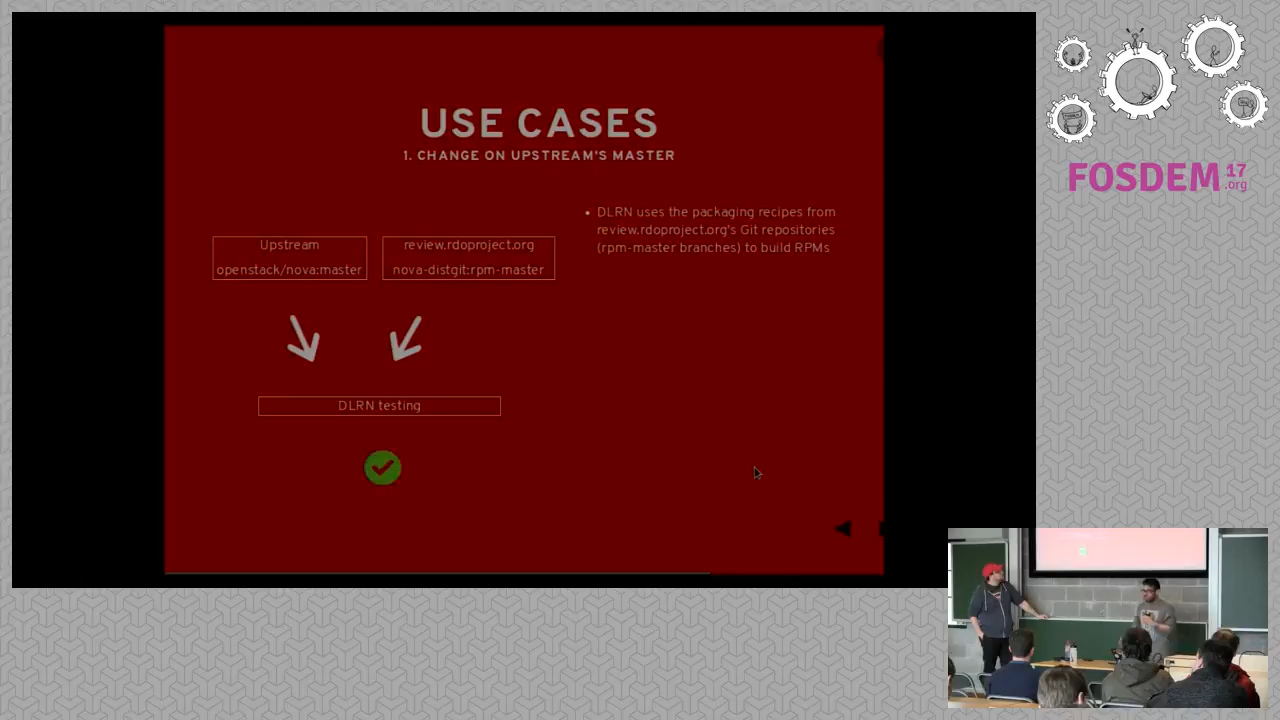 USE CASES
1. CHANGE ON UPSTREAM'S MASTER
Upstream
openstack/nova:master
review.rdoproject.org
nova-distgit:rpm-master
DLRN testing
• DLRN uses the packaging recipes from
review.rdoproject.org's Git repositories
(rpm-master branches) to build RPMs
FOSDEM 17
.org